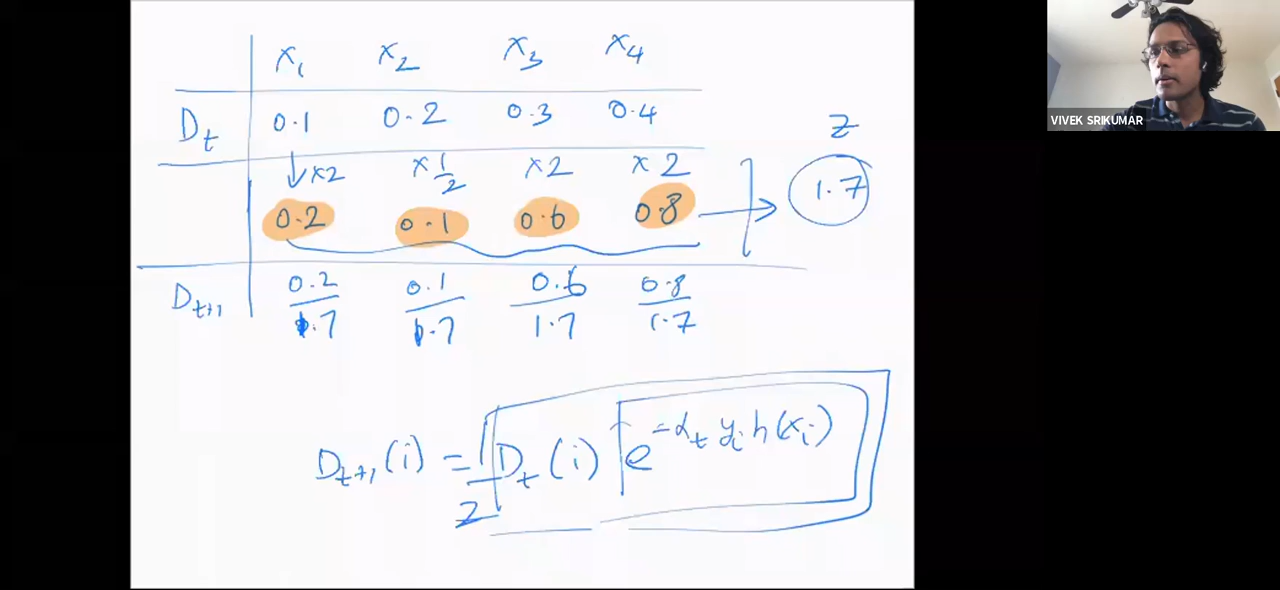 x₁ x₂ x₃ x₄
Dₜ 0.1 0.2 0.3 0.4
↓×2 ×1/2 ×2 ×2
0.2 0.1 0.6 0.8 → 1.7
z
Dₜ₊₁ 0.2/1.7 0.1/1.7 0.6/1.7 0.8/1.7
Dₜ₊₁(i) = 1/z Dₜ(i) e^(-αₜ yᵢ h(xᵢ))
VIVEK SRIKUMAR